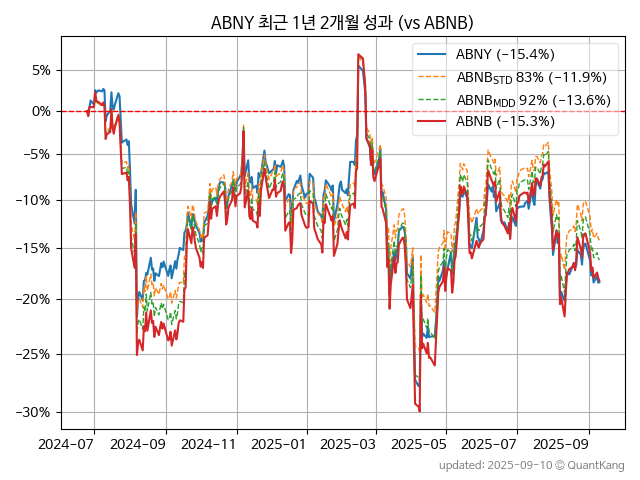 ABNY 최근 1년 2개월 성과 (vs ABNB)
ABNY (−15.4%)
ABNBSTD 83% (−11.9%)
ABNBMDD 92% (−13.6%)
ABNB (−15.3%)
5%
0%
−5%
−10%
−15%
−20%
−25%
−30%
2024-07 2024-09 2024-11 2025-01 2025-03 2025-05 2025-07 2025-09
updated: 2025-09-10 © QuantKang